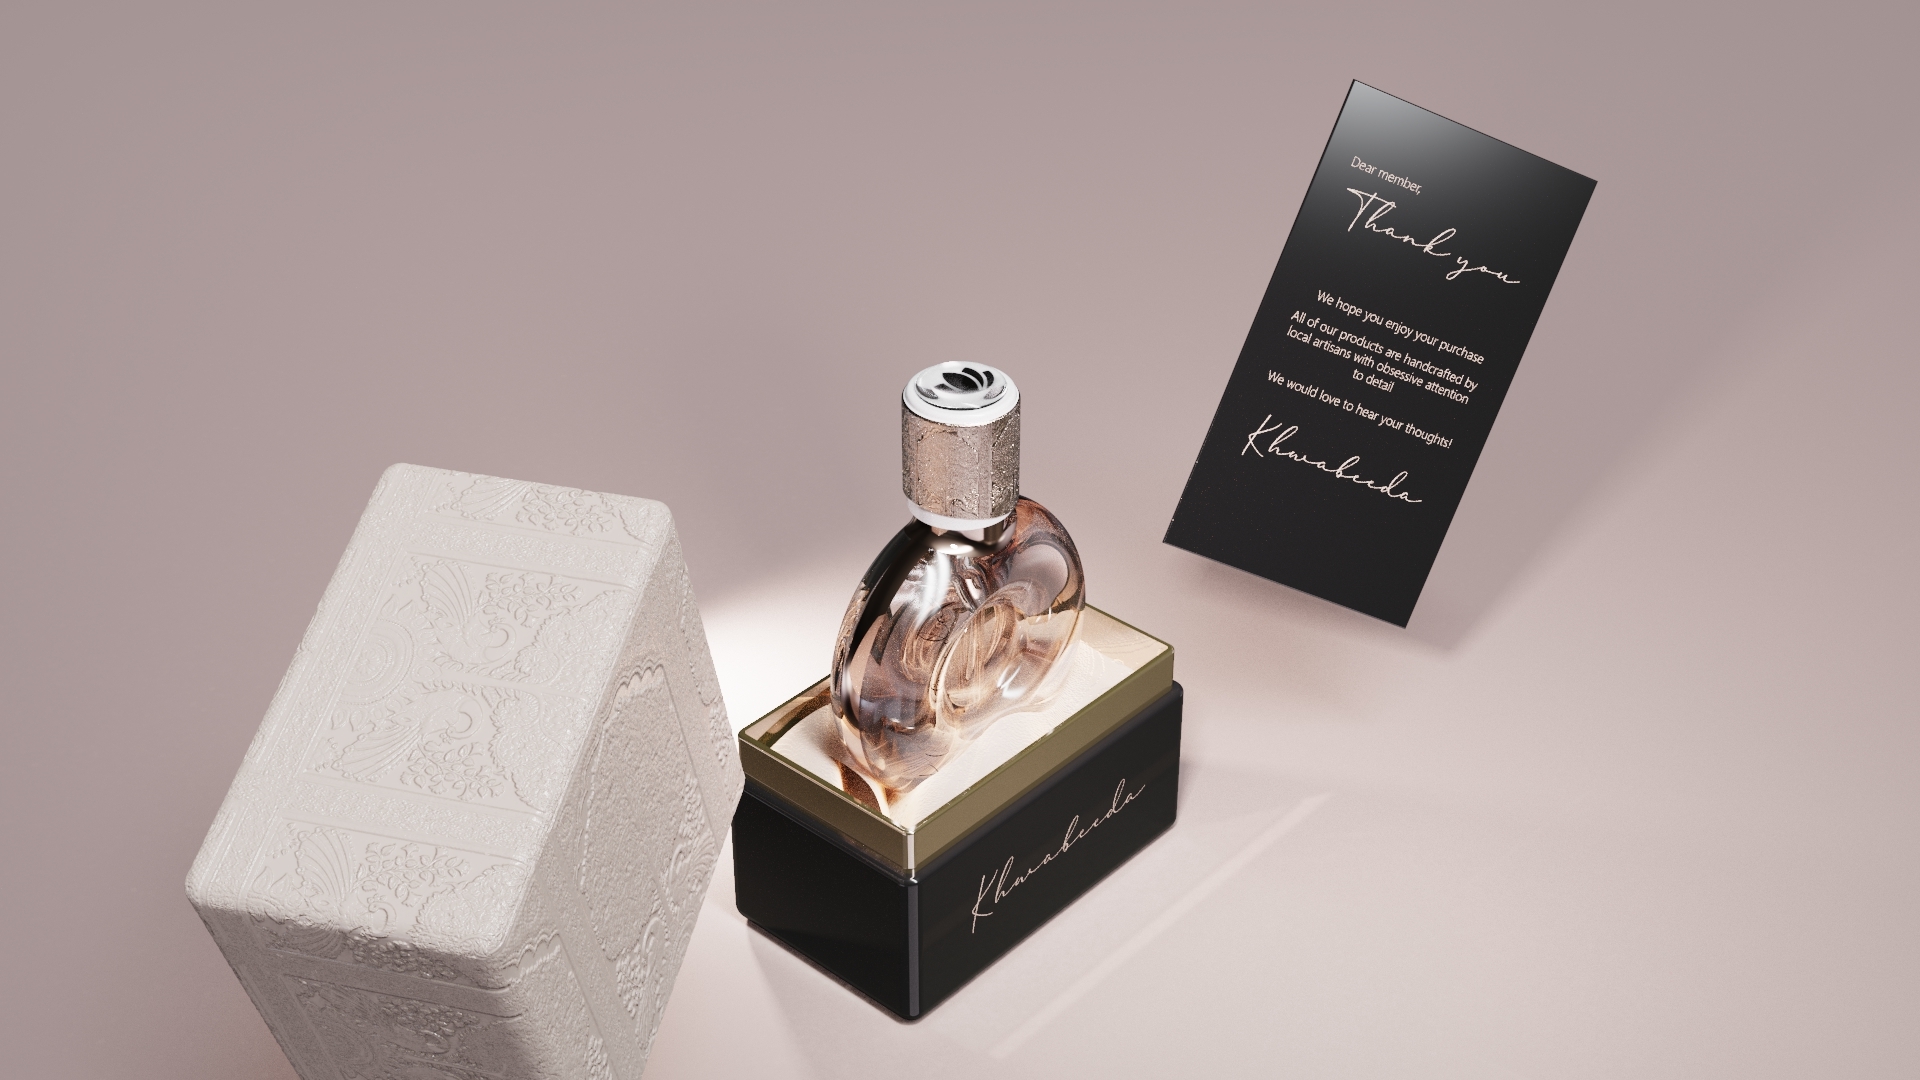 Dear member,
Thank you
We hope you enjoy your purchase
All of our products are handcrafted by
local artisans with obsessive attention
to detail
We would love to hear your thoughts!
Khwabeeda
Khwabeeda